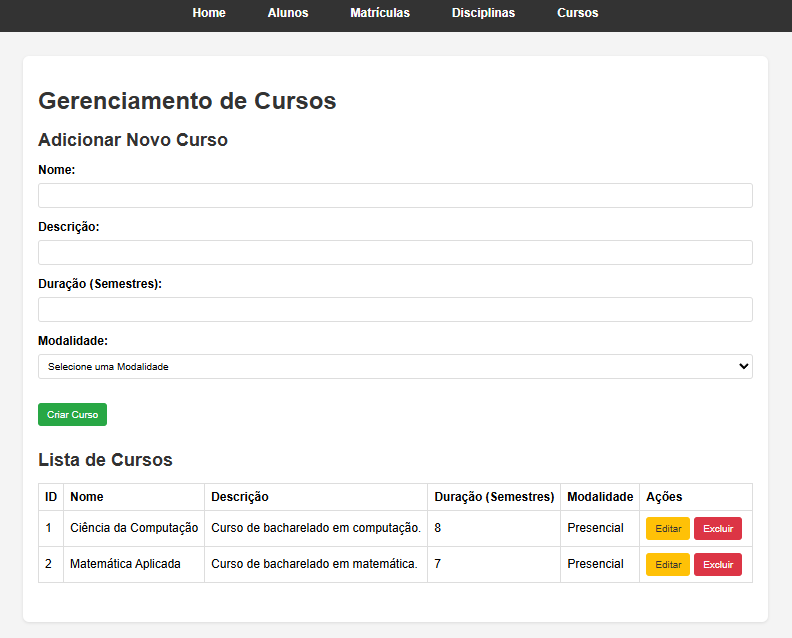 Home Alunos Matrículas Disciplinas Cursos
Gerenciamento de Cursos
Adicionar Novo Curso
Nome:
Descrição:
Duração (Semestres):
Modalidade:
Selecione uma Modalidade
Criar Curso
Lista de Cursos
ID Nome Descrição Duração (Semestres) Modalidade Ações
1 Ciência da Computação Curso de bacharelado em computação. 8 Presencial Editar Excluir
2 Matemática Aplicada Curso de bacharelado em matemática. 7 Presencial Editar Excluir